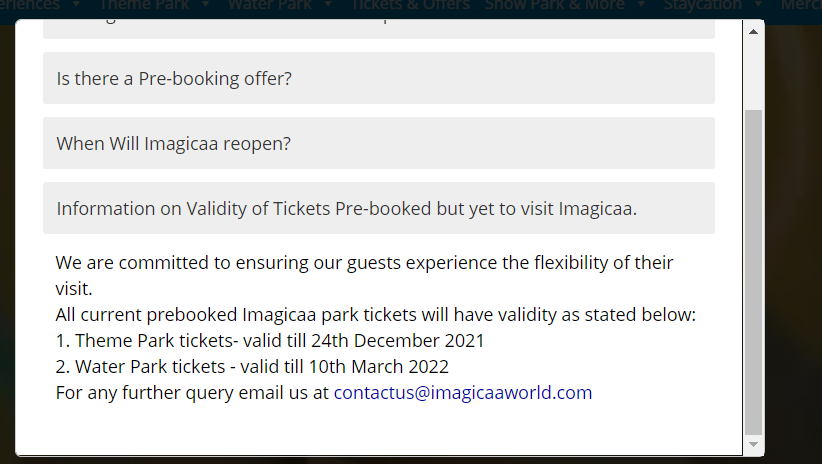 Theme Park
Water Park
Tickets & Offers
Show Park & More
Staycation
Is there a Pre-booking offer?
When Will Imagicaa reopen?
Information on Validity of Tickets Pre-booked but yet to visit Imagicaa.
We are committed to ensuring our guests experience the flexibility of their
visit.
All current prebooked Imagicaa park tickets will have validity as stated below:
1. Theme Park tickets- valid till 24th December 2021
2. Water Park tickets - valid till 10th March 2022
For any further query email us at contactus@imagicaaworld.com